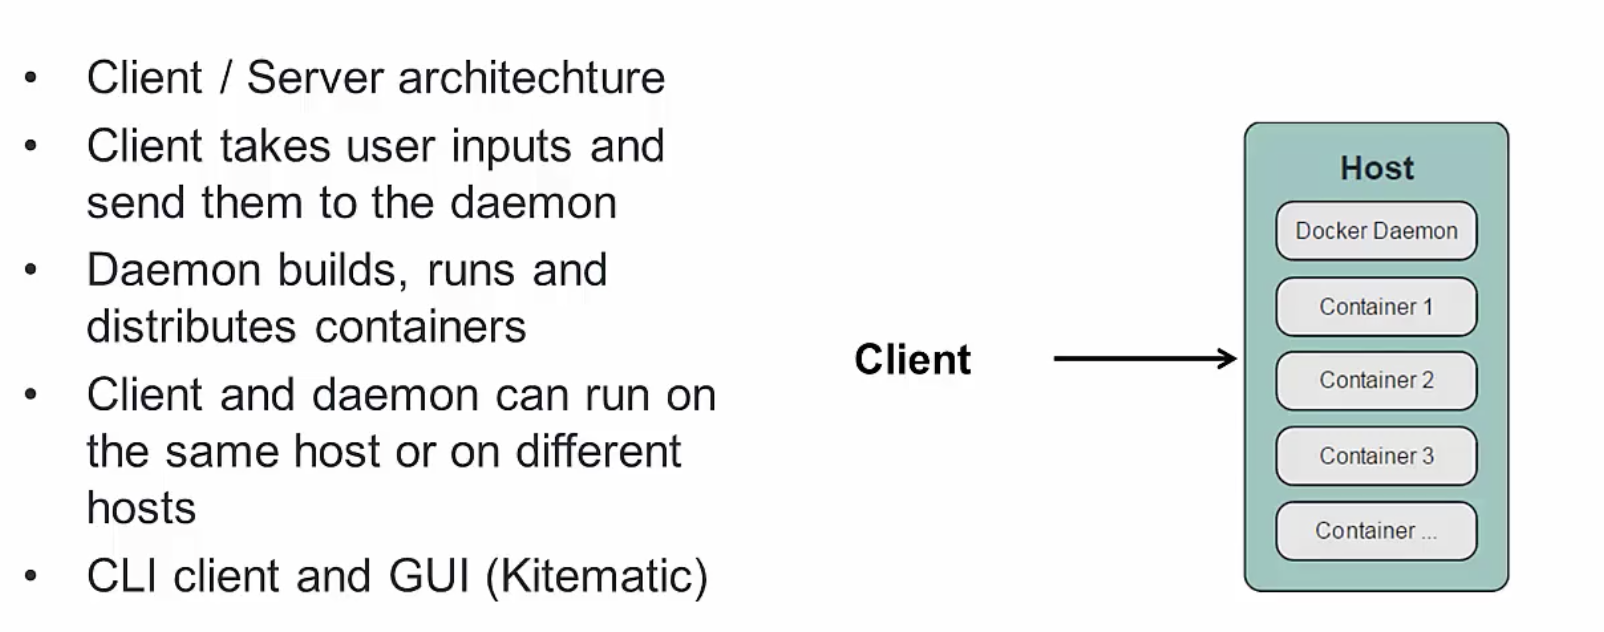 • Client / Server architechture
• Client takes user inputs and
send them to the daemon
• Daemon builds, runs and
distributes containers
• Client and daemon can run on
the same host or on different
hosts
• CLI client and GUI (Kitematic)
Client
Host
Docker Daemon
Container 1
Container 2
Container 3
Container ...